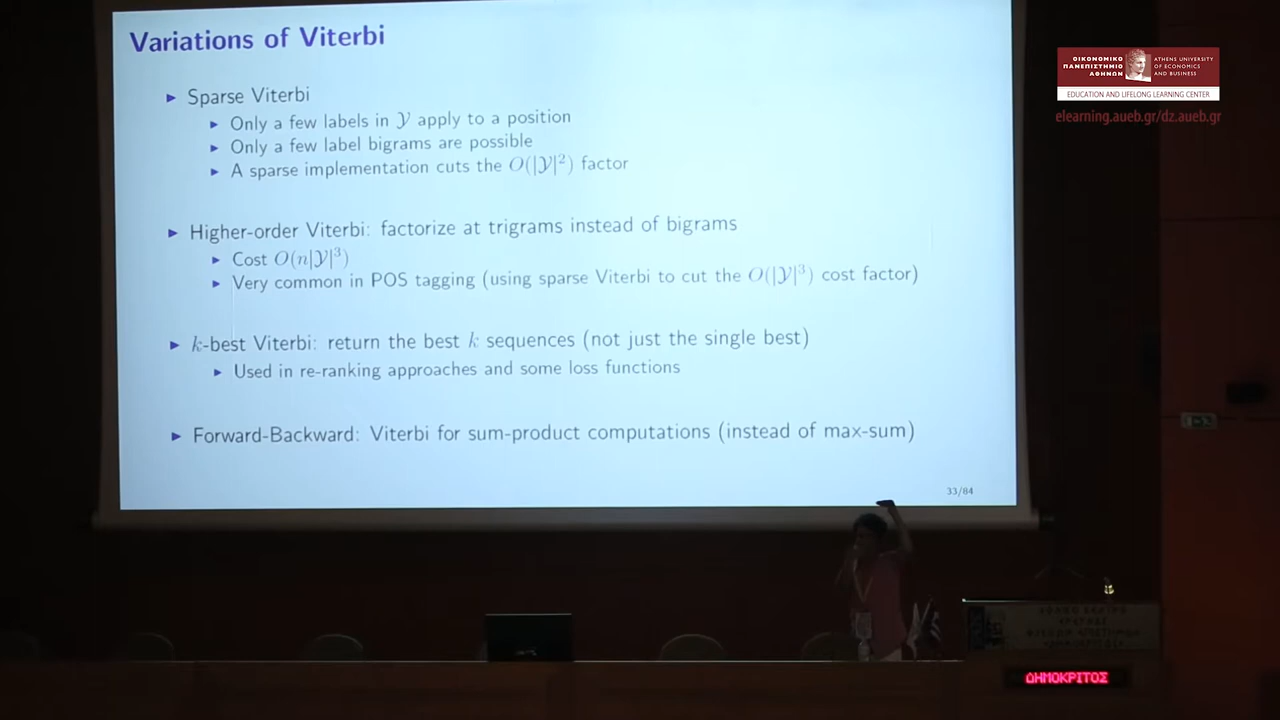 Variations of Viterbi
▶ Sparse Viterbi
▶ Only a few labels in 𝒴 apply to a position
▶ Only a few label bigrams are possible
▶ A sparse implementation cuts the O(|𝒴|²) factor
▶ Higher-order Viterbi: factorize at trigrams instead of bigrams
▶ Cost O(n|𝒴|³)
▶ Very common in POS tagging (using sparse Viterbi to cut the O(|𝒴|³) cost factor)
▶ k-best Viterbi: return the best k sequences (not just the single best)
▶ Used in re-ranking approaches and some loss functions
▶ Forward-Backward: Viterbi for sum-product computations (instead of max-sum)
33/84
ΟΙΚΟΝΟΜΙΚΟ
ΠΑΝΕΠΙΣΤΗΜΙΟ
ΑΘΗΝΩΝ
ATHENS UNIVERSITY
OF ECONOMICS
AND BUSINESS
EDUCATION AND LIFELONG LEARNING CENTER
elearning.aueb.gr/dz.aueb.gr
ΔΗΜΟΚΡΙΤΟΣ